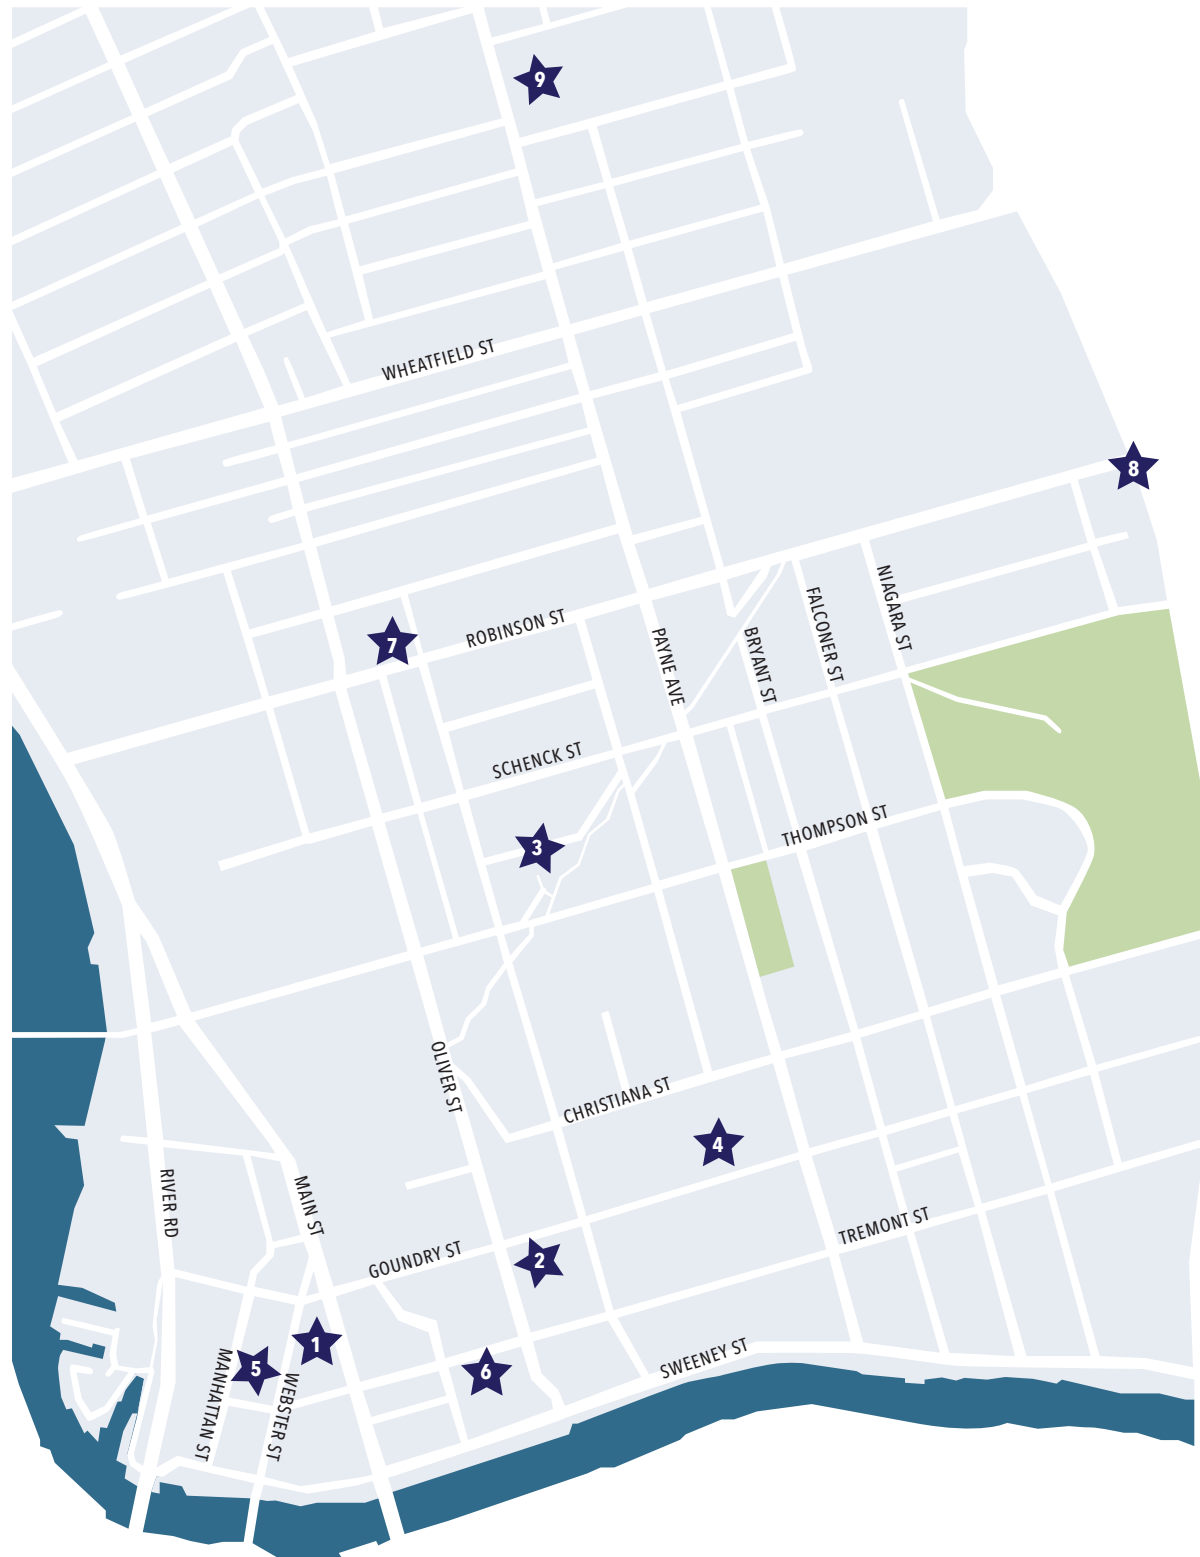 9
WHEATFIELD ST
8
NIAGARA ST
FALCONER ST
7
ROBINSON ST
PAYNE AVE
BRYANT ST
SCHENCK ST
THOMPSON ST
3
OLIVER ST
CHRISTIANA ST
4
RIVER RD
MAIN ST
TREMONT ST
GOUNDRY ST
2
1
SWEENEY ST
5
6
MANHATTAN ST
WEBSTER ST